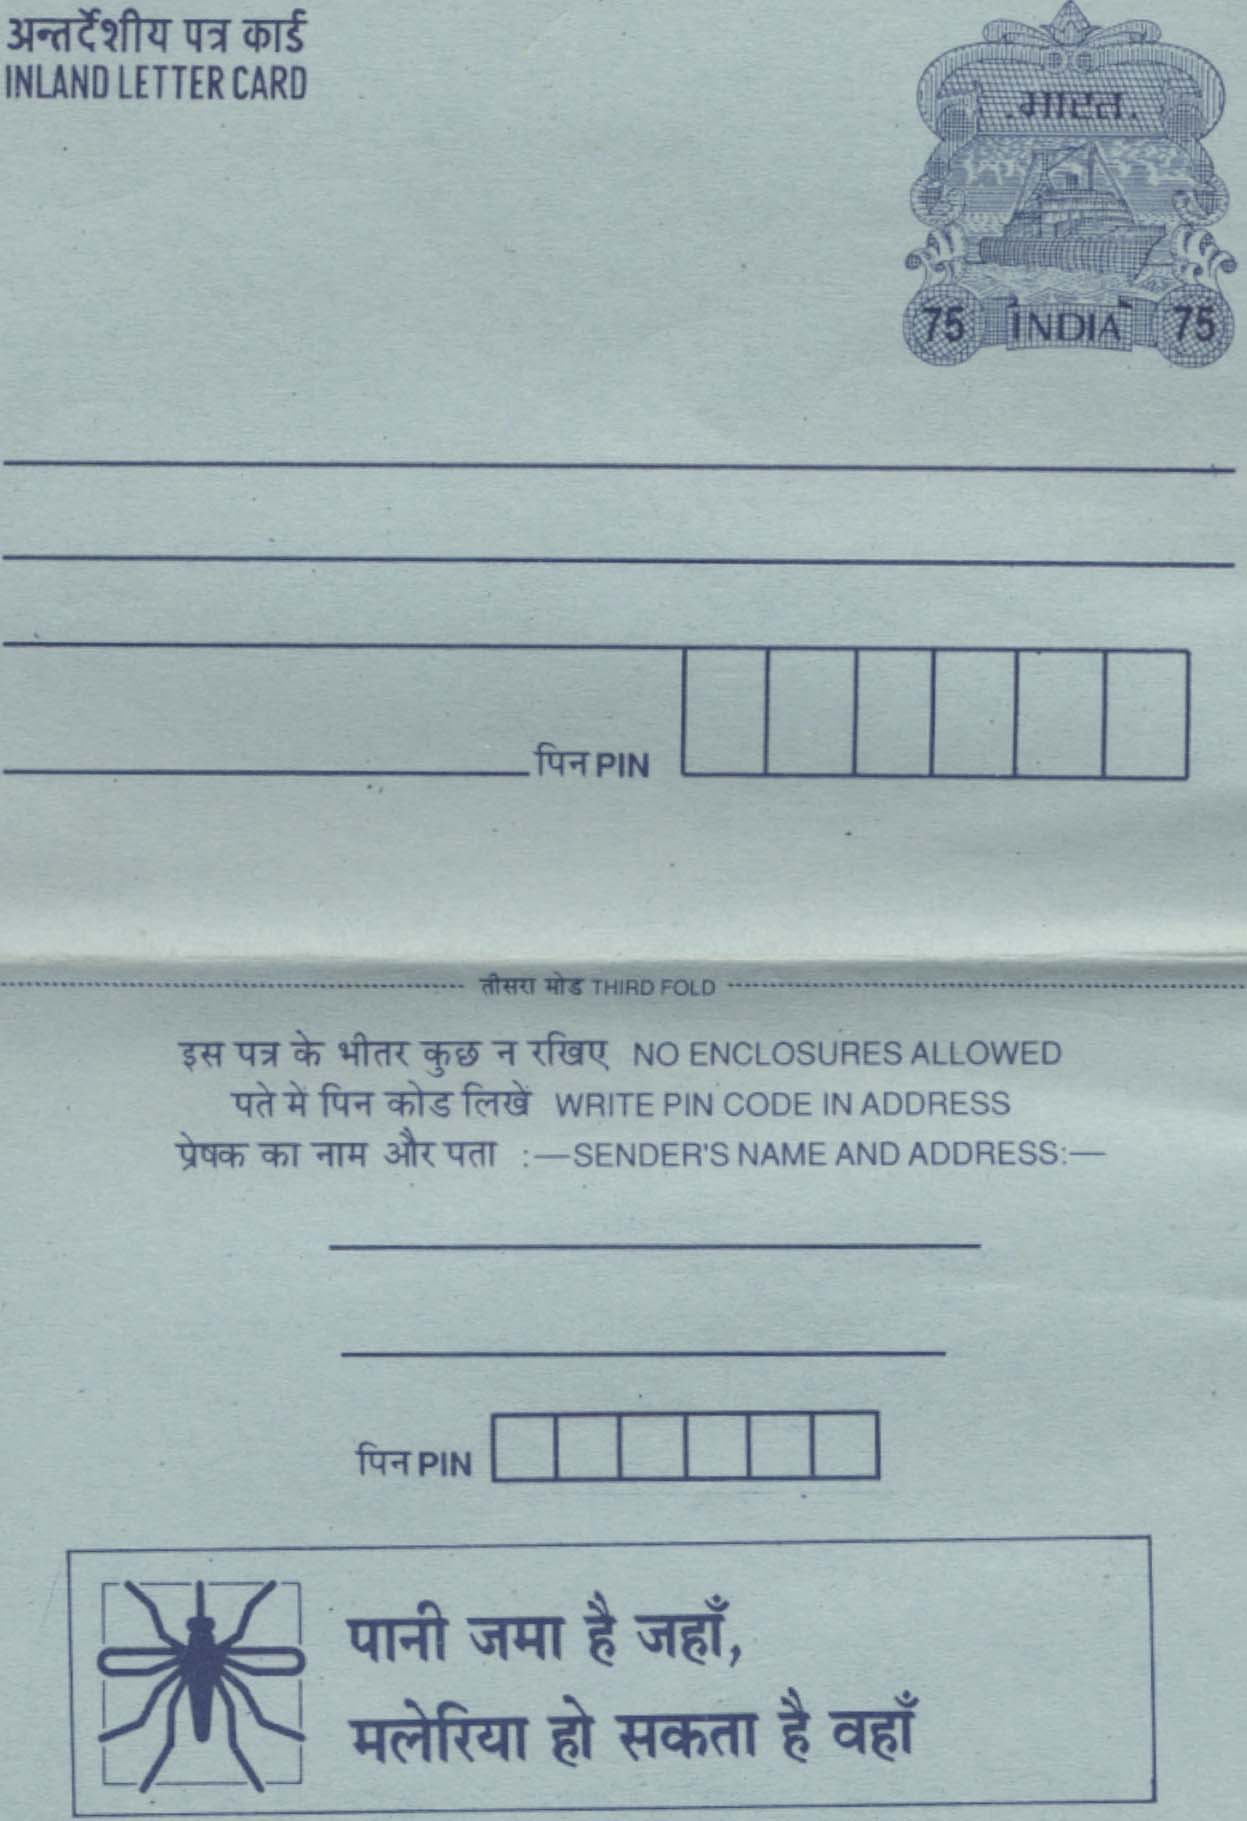 अन्तर्देशीय पत्र कार्ड
INLAND LETTER CARD
.भारत.
75 INDIA 75
पिन PIN
तीसरा मोड THIRD FOLD
इस पत्र के भीतर कुछ न रखिए NO ENCLOSURES ALLOWED
पते में पिन कोड लिखें WRITE PIN CODE IN ADDRESS
प्रेषक का नाम और पता :—SENDER'S NAME AND ADDRESS:—
पिन PIN
पानी जमा है जहाँ,
मलेरिया हो सकता है वहाँ